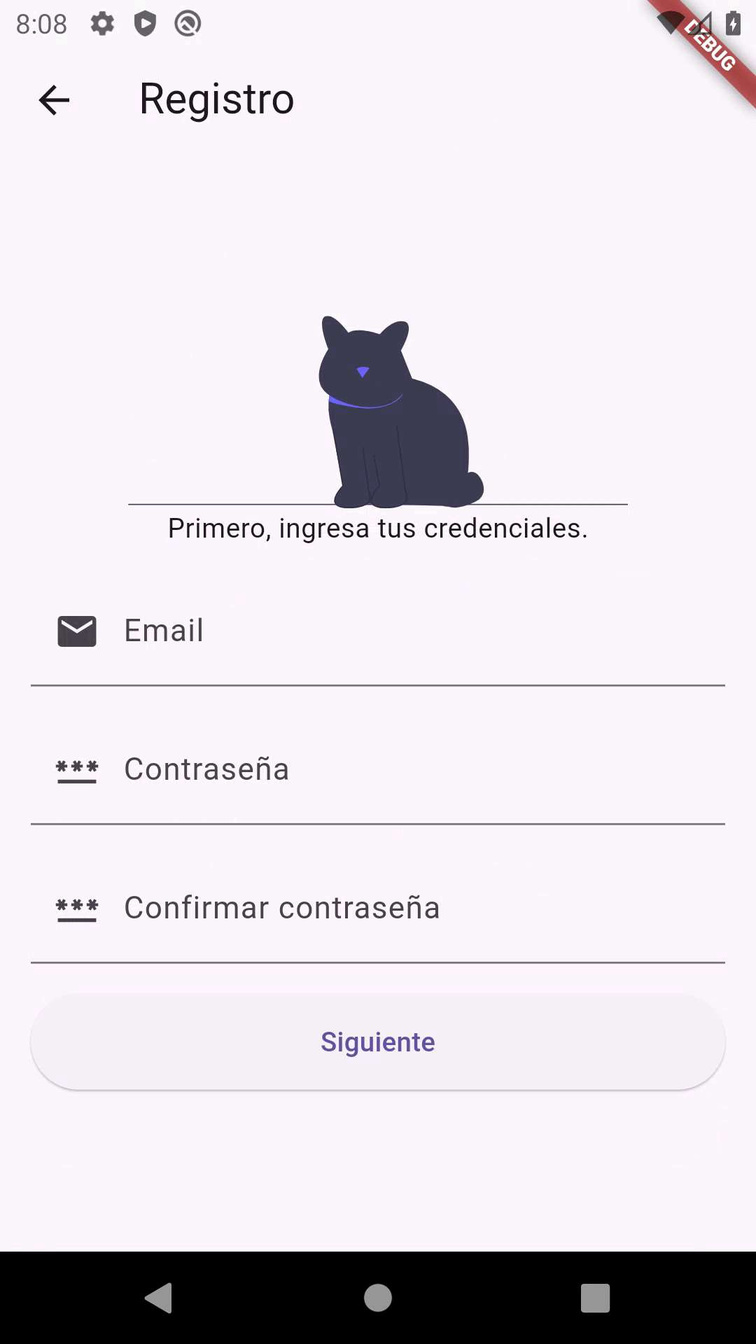 8:08
DEBUG
Registro
Primero, ingresa tus credenciales.
Email
*** Contraseña
*** Confirmar contraseña
Siguiente